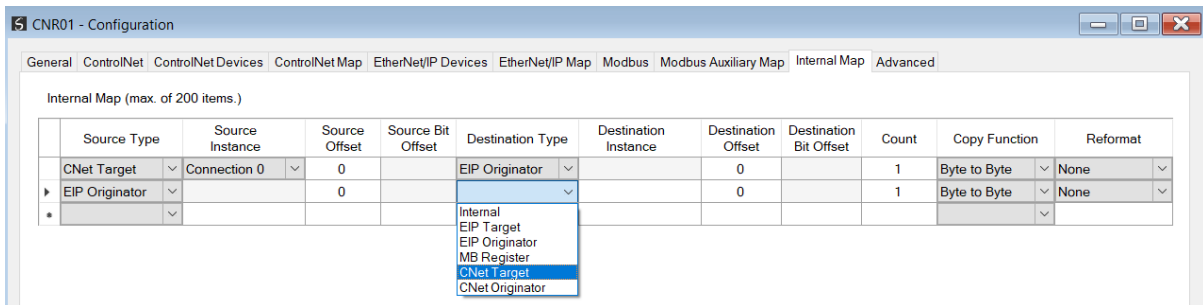 CNR01 - Configuration
General ControlNet ControlNet Devices ControlNet Map EtherNet/IP Devices EtherNet/IP Map Modbus Modbus Auxiliary Map Internal Map Advanced
Internal Map (max. of 200 items.)
Source Type Source Instance Source Offset Source Bit Offset Destination Type Destination Instance Destination Offset Destination Bit Offset Count Copy Function Reformat
CNet Target Connection 0 0 EIP Originator 0 1 Byte to Byte None
EIP Originator 0 0 1 Byte to Byte None
Internal
EIP Target
EIP Originator
MB Register
CNet Target
CNet Originator